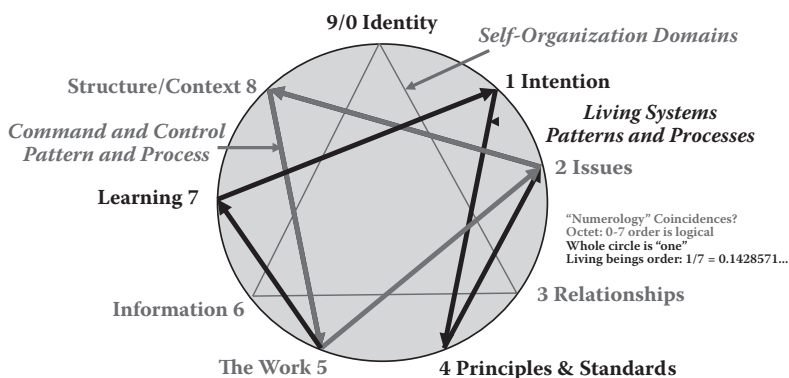 9/0 Identity
Self-Organization Domains
Structure/Context 8
1 Intention
Living Systems
Patterns and Processes
Command and Control
Pattern and Process
2 Issues
Learning 7
"Numerology" Coincidences?
Octet: 0-7 order is logical
Whole circle is "one"
Living beings order: 1/7 = 0.1428571...
3 Relationships
Information 6
The Work 5
4 Principles & Standards